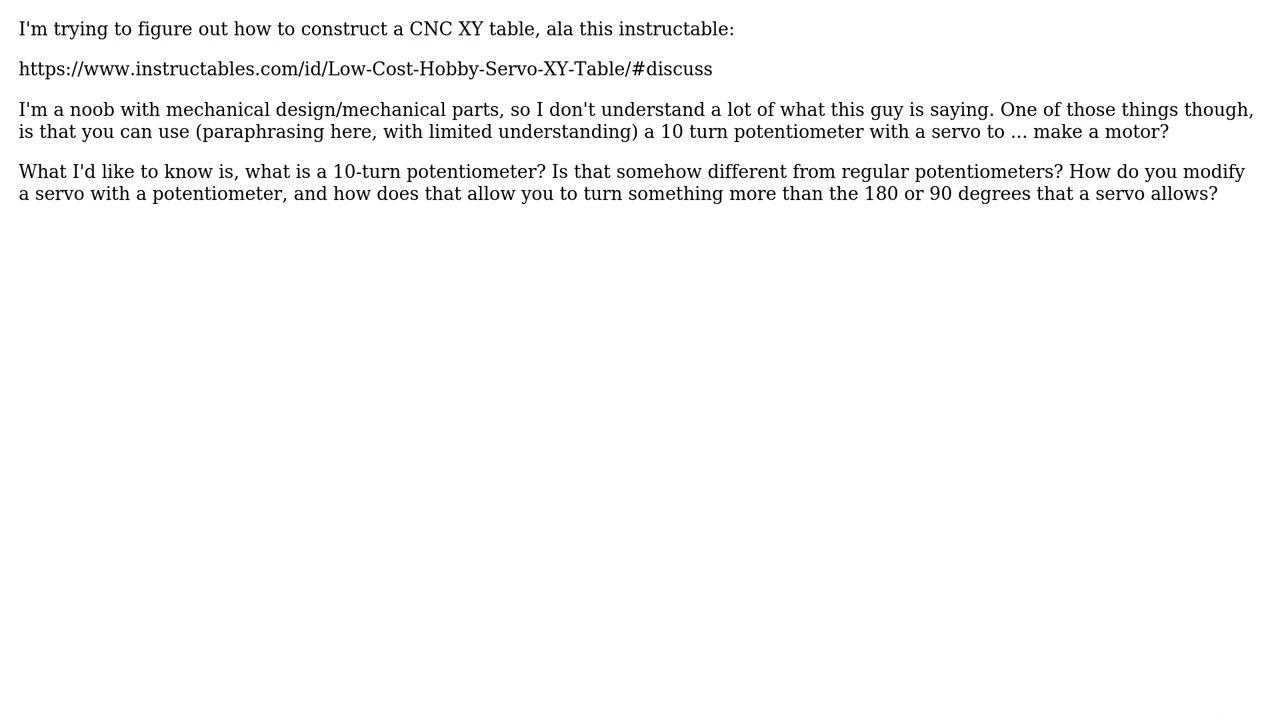 I'm trying to figure out how to construct a CNC XY table, ala this instructable:
https://www.instructables.com/id/Low-Cost-Hobby-Servo-XY-Table/#discuss
I'm a noob with mechanical design/mechanical parts, so I don't understand a lot of what this guy is saying. One of those things though,
is that you can use (paraphrasing here, with limited understanding) a 10 turn potentiometer with a servo to ... make a motor?
What I'd like to know is, what is a 10-turn potentiometer? Is that somehow different from regular potentiometers? How do you modify
a servo with a potentiometer, and how does that allow you to turn something more than the 180 or 90 degrees that a servo allows?